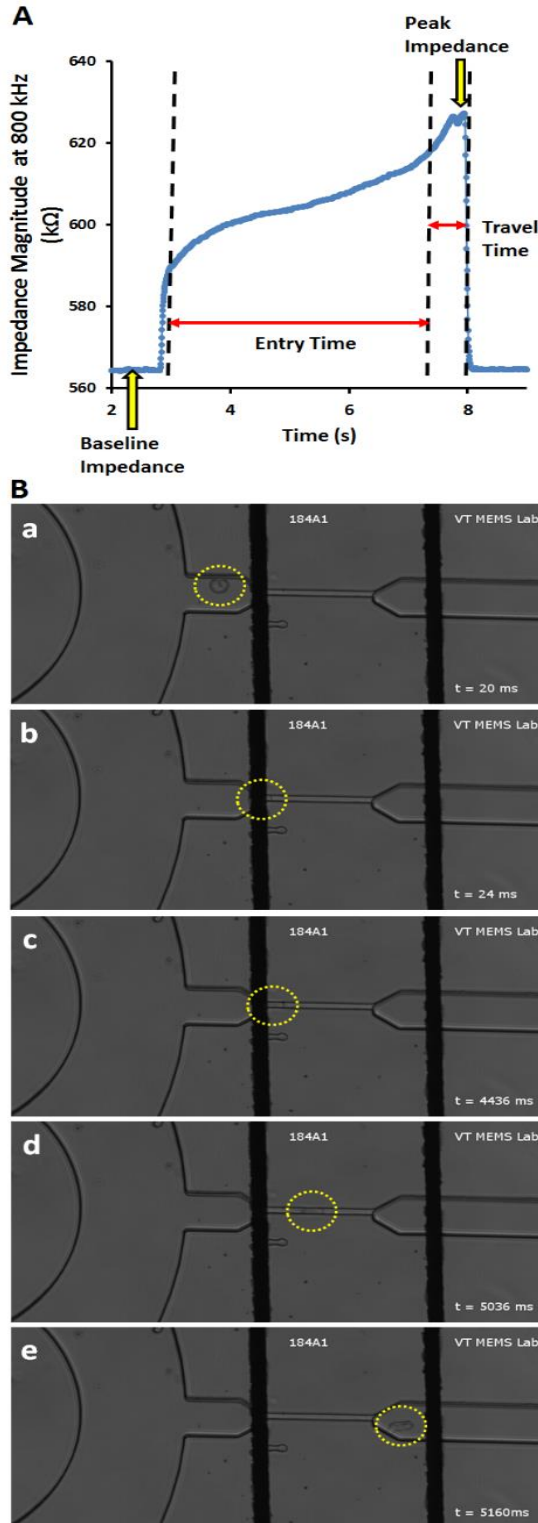 A
Peak
Impedance
640
620
600
580
560
Impedance Magnitude at 800 kHz
(kΩ)
Travel
Time
Entry Time
2
4
6
8
Time (s)
Baseline
Impedance
B
a
184A1
VT MEMS Lab
t = 20 ms
b
184A1
VT MEMS Lab
t = 24 ms
c
184A1
VT MEMS Lab
t = 4436 ms
d
184A1
VT MEMS Lab
t = 5036 ms
e
184A1
VT MEMS Lab
t = 5160ms